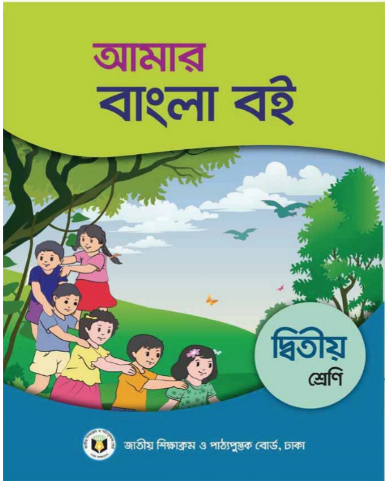 আমার
বাংলা বই
দ্বিতীয়
শ্রেণি
জাতীয় শিক্ষাক্রম ও পাঠ্যপুস্তক বোর্ড, ঢাকা